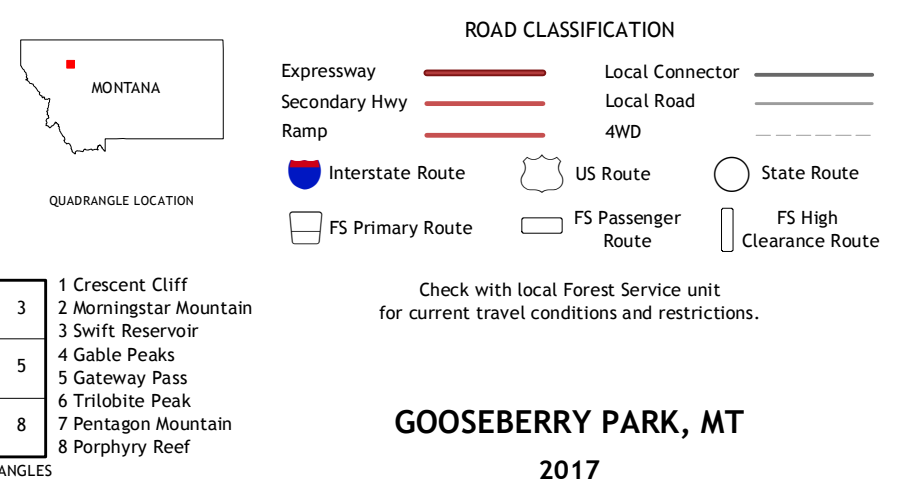 ROAD CLASSIFICATION
Expressway
Local Connector
Secondary Hwy
Local Road
Ramp
4WD
Interstate Route
US Route
State Route
FS Primary Route
FS Passenger
Route
FS High
Clearance Route
MONTANA
QUADRANGLE LOCATION
3
5
8
1 Crescent Cliff
2 Morningstar Mountain
3 Swift Reservoir
4 Gable Peaks
5 Gateway Pass
6 Trilobite Peak
7 Pentagon Mountain
8 Porphyry Reef
ANGLES
Check with local Forest Service unit
for current travel conditions and restrictions.
GOOSEBERRY PARK, MT
2017